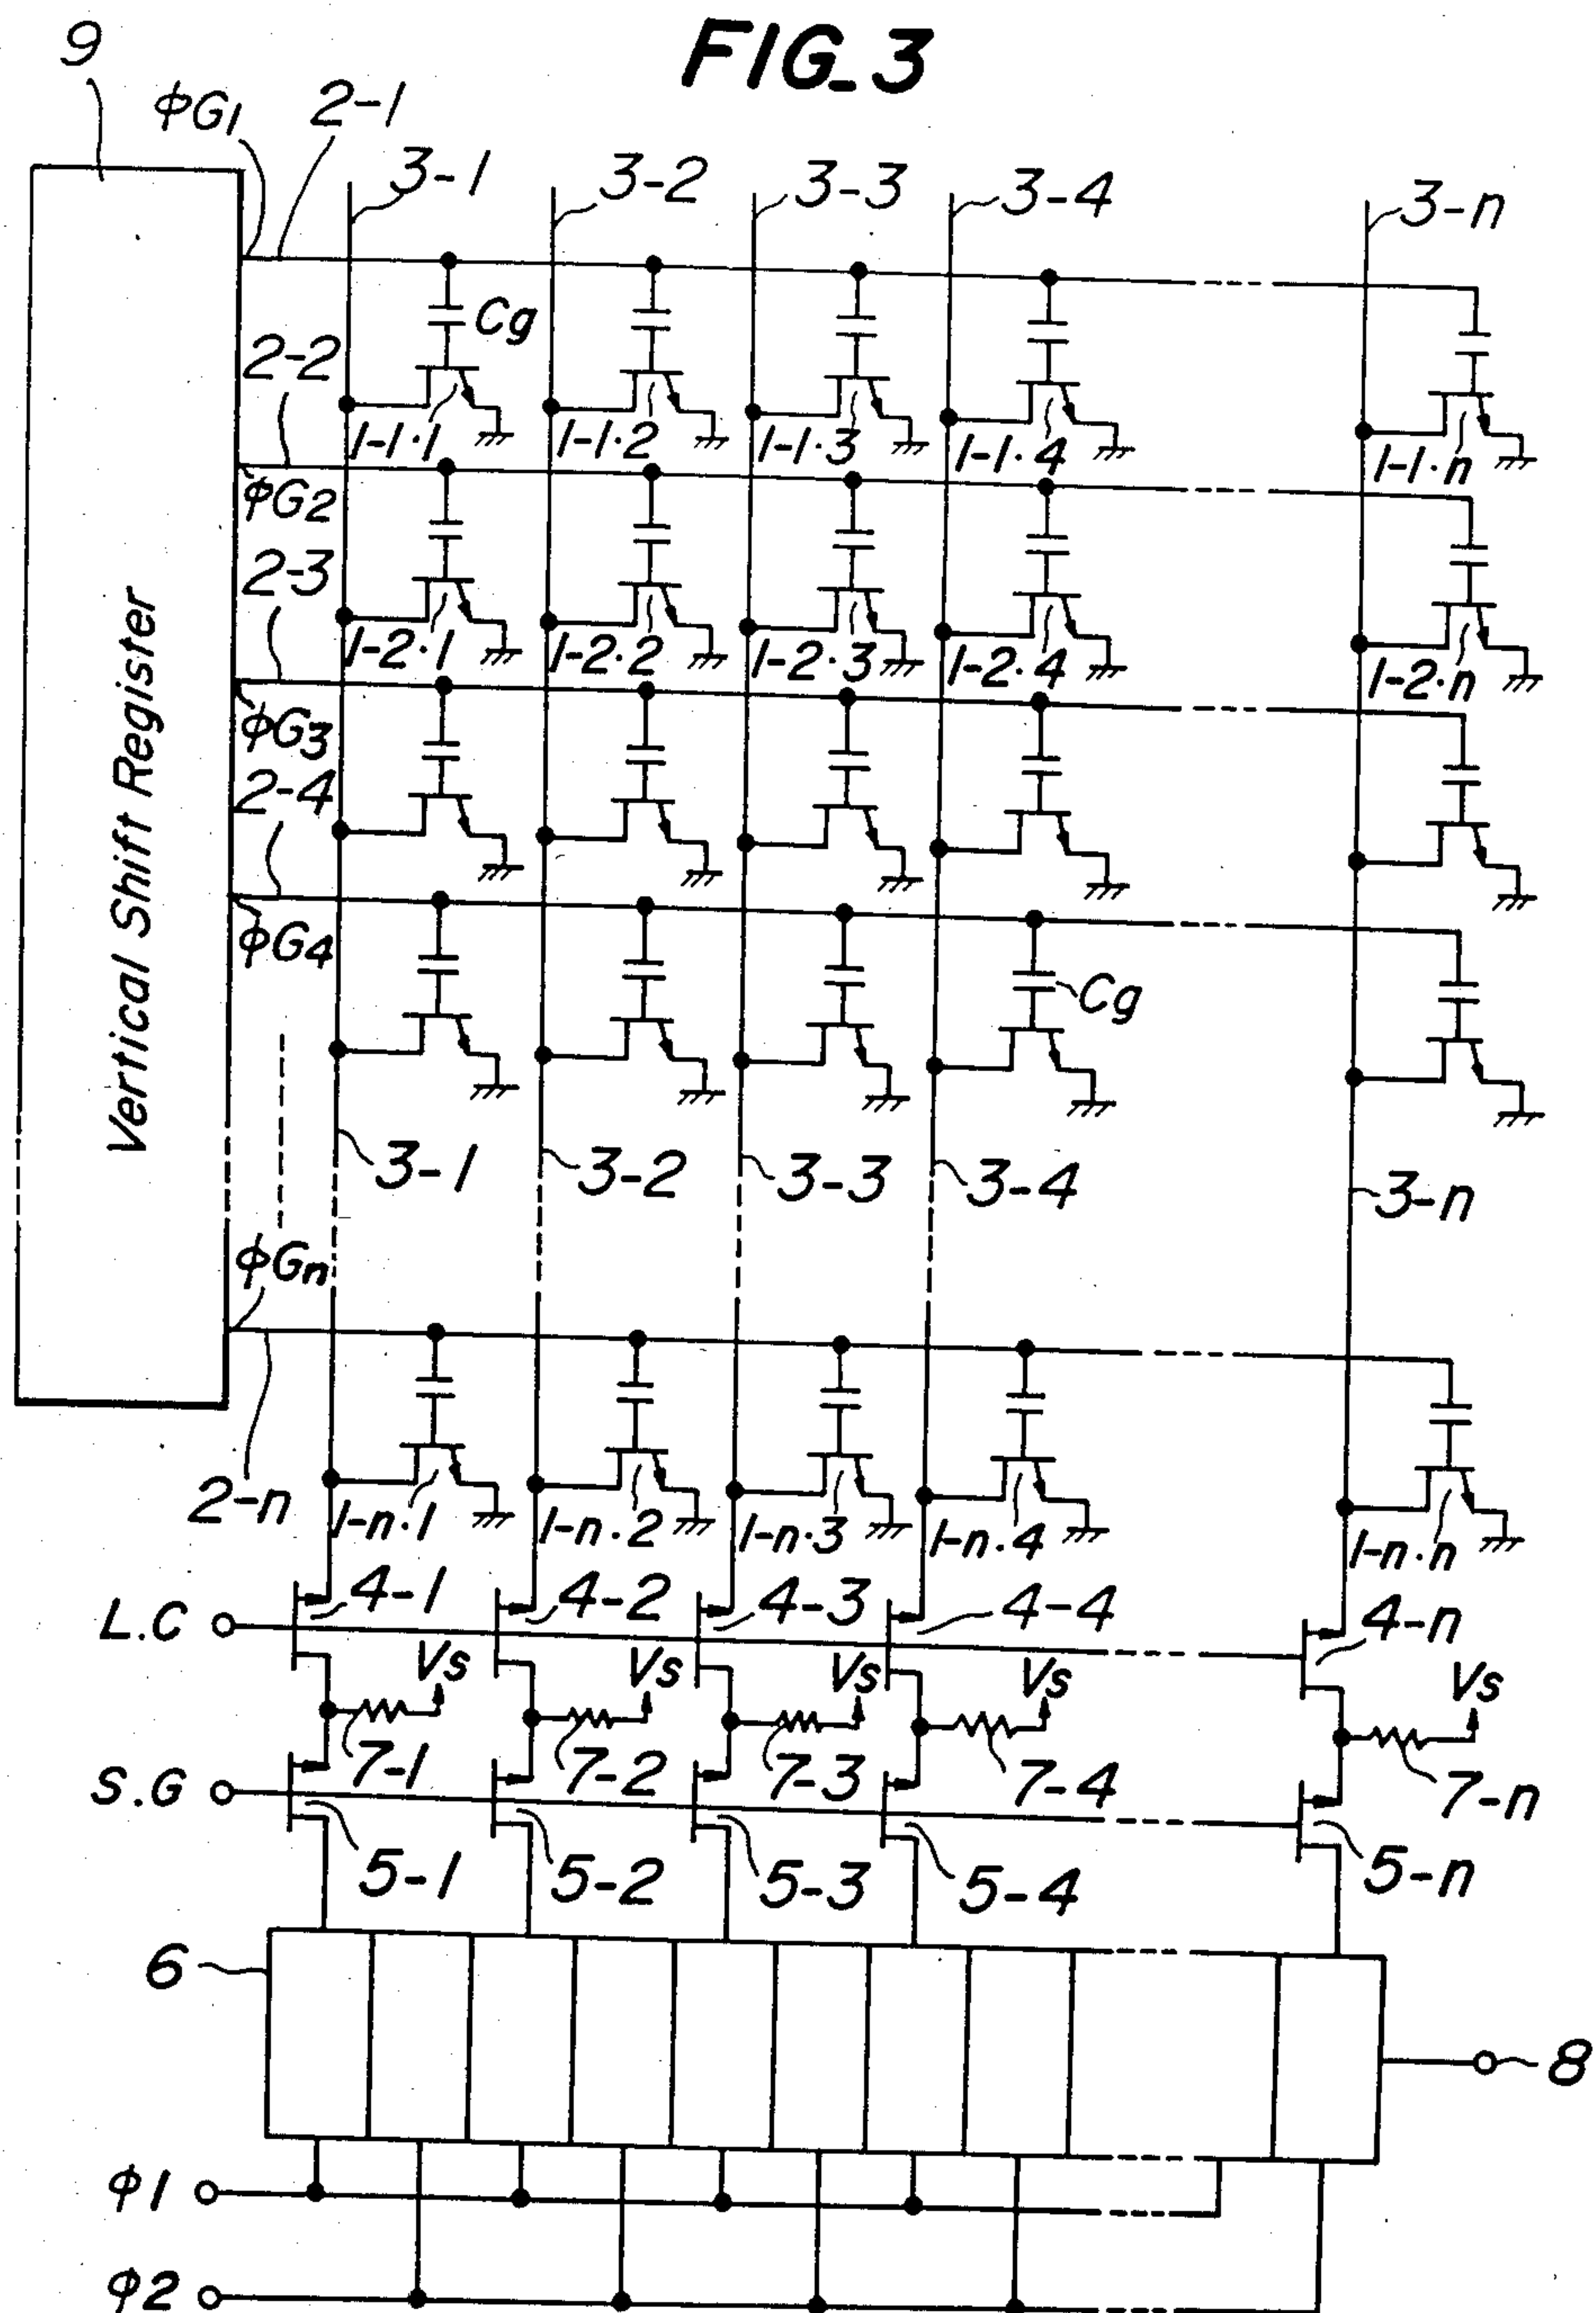 FIG_3
9
φG1
2-1
3-1
3-2
3-3
3-4
3-n
Cg
2-2
1-1·1
1-1·2
1-1·3
1-1·4
1-1·n
φG2
2-3
1-2·1
1-2·2
1-2·3
1-2·4
1-2·n
φG3
2-4
φG4
Cg
Vertical Shift Register
3-1
3-2
3-3
3-4
3-n
φGn
2-n
1-n·1
1-n·2
1-n·3
1-n·4
1-n·n
L.C
4-1
4-2
4-3
4-4
4-n
Vs
Vs
Vs
Vs
Vs
S.G
7-1
7-2
7-3
7-4
7-n
5-1
5-2
5-3
5-4
5-n
6
8
φ1
φ2